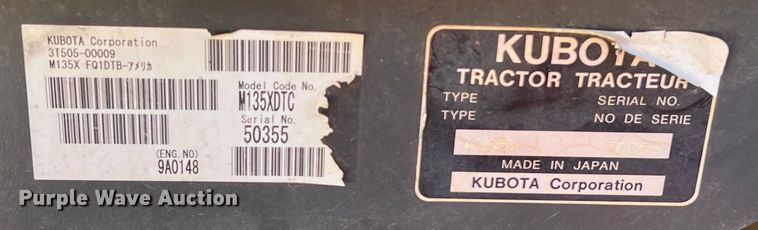 KUBOTA Corporation
3T505-00009
M135X FQ1DTB-アメリカ
Model Code No.
M135XDTC
Serial No.
50355
(ENG.NO)
9A0148
KUBOTA
TRACTOR TRACTEUR
TYPE SERIAL NO.
TYPE NO DE SERIE
MADE IN JAPAN
KUBOTA Corporation
Purple Wave Auction